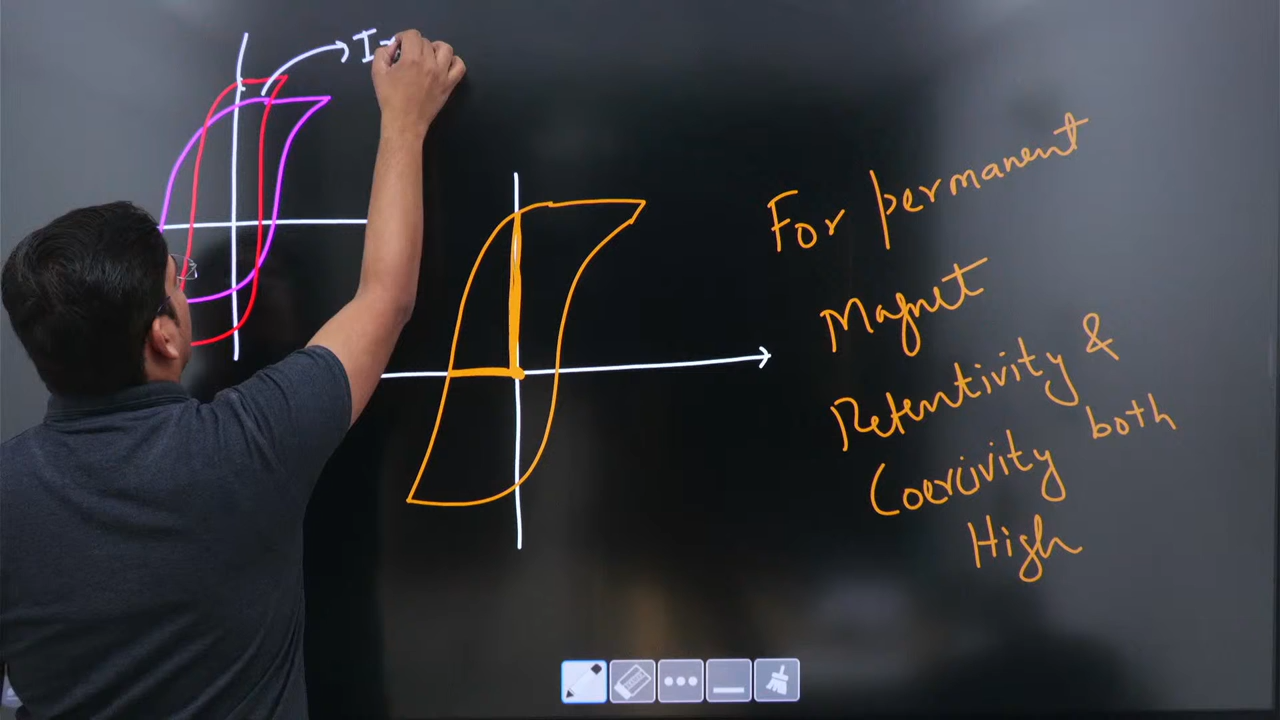 For permanent
Magnet
Retentivity &
Coercivity both
High